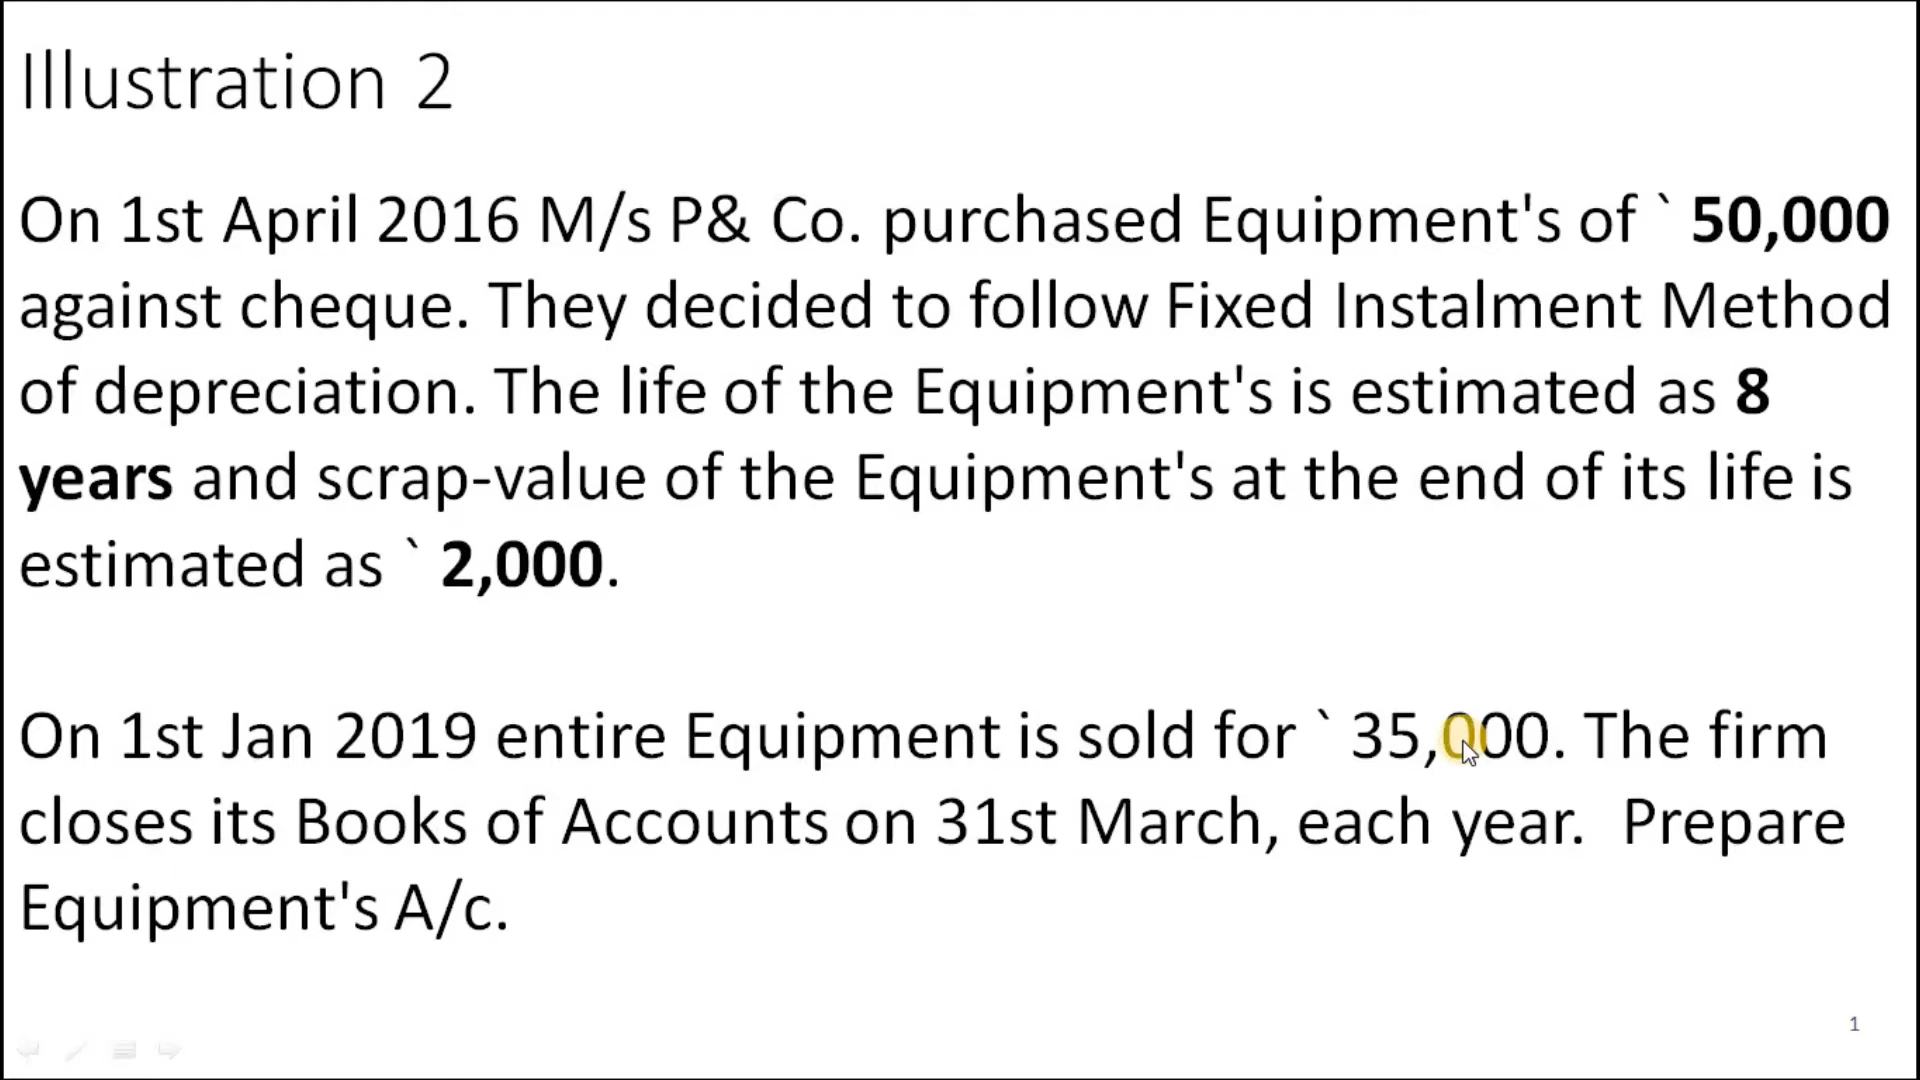 Illustration 2
On 1st April 2016 M/s P& Co. purchased Equipment's of ` 50,000
against cheque. They decided to follow Fixed Instalment Method
of depreciation. The life of the Equipment's is estimated as 8
years and scrap-value of the Equipment's at the end of its life is
estimated as ` 2,000.
On 1st Jan 2019 entire Equipment is sold for ` 35,000. The firm
closes its Books of Accounts on 31st March, each year.  Prepare
Equipment's A/c.
1